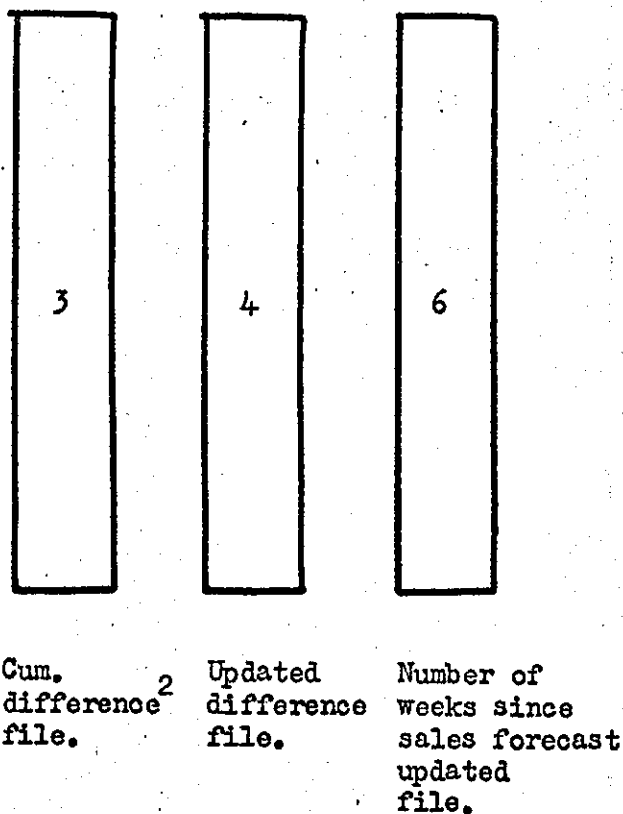 3 4 6
Cum.
difference²
file.
Updated
difference
file.
Number of
weeks since
sales forecast
updated
file.